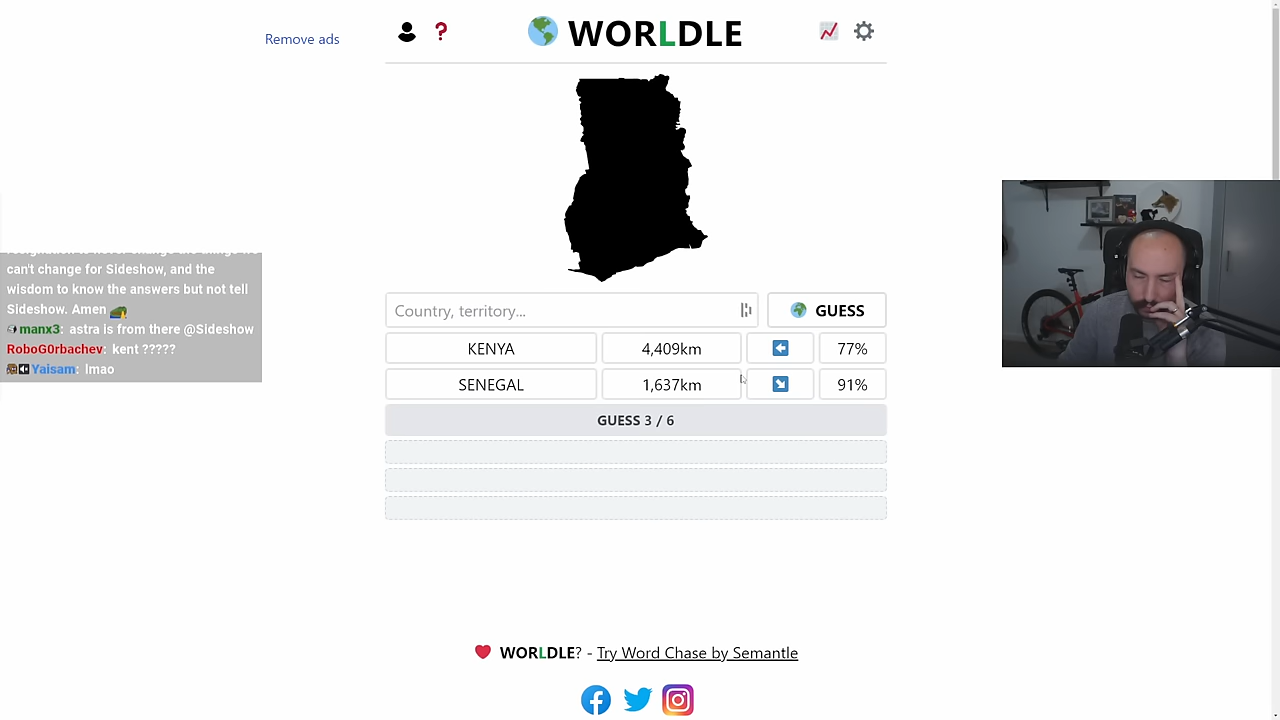 Remove ads
?
WORLDLE
Country, territory...
GUESS
KENYA 4,409km 77%
SENEGAL 1,637km 91%
GUESS 3 / 6
can't change for Sideshow, and the
wisdom to know the answers but not tell
Sideshow. Amen
manx3: astra is from there @Sideshow
RoboG0rbachev: kent ?????
Yaisam: lmao
WORLDLE? - Try Word Chase by Semantle